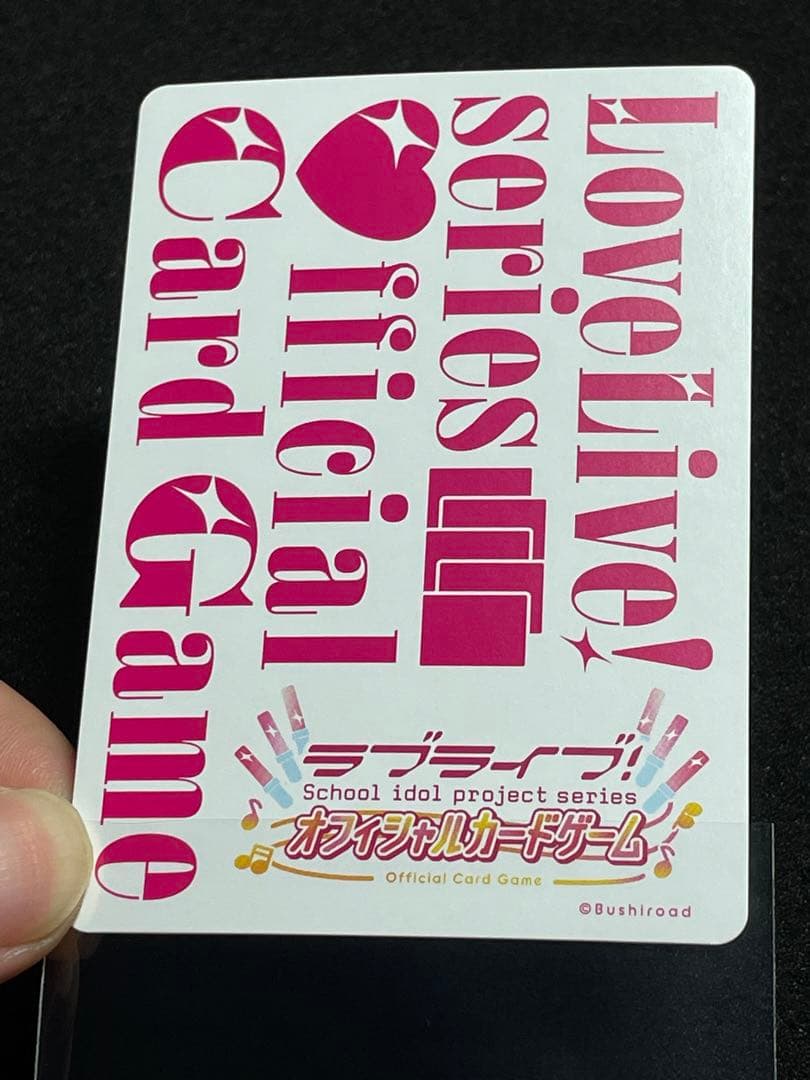 LoveLive!
series
Official
Card Game
ラブライブ!
School idol project series
オフィシャルカードゲーム
Official Card Game
©Bushiroad